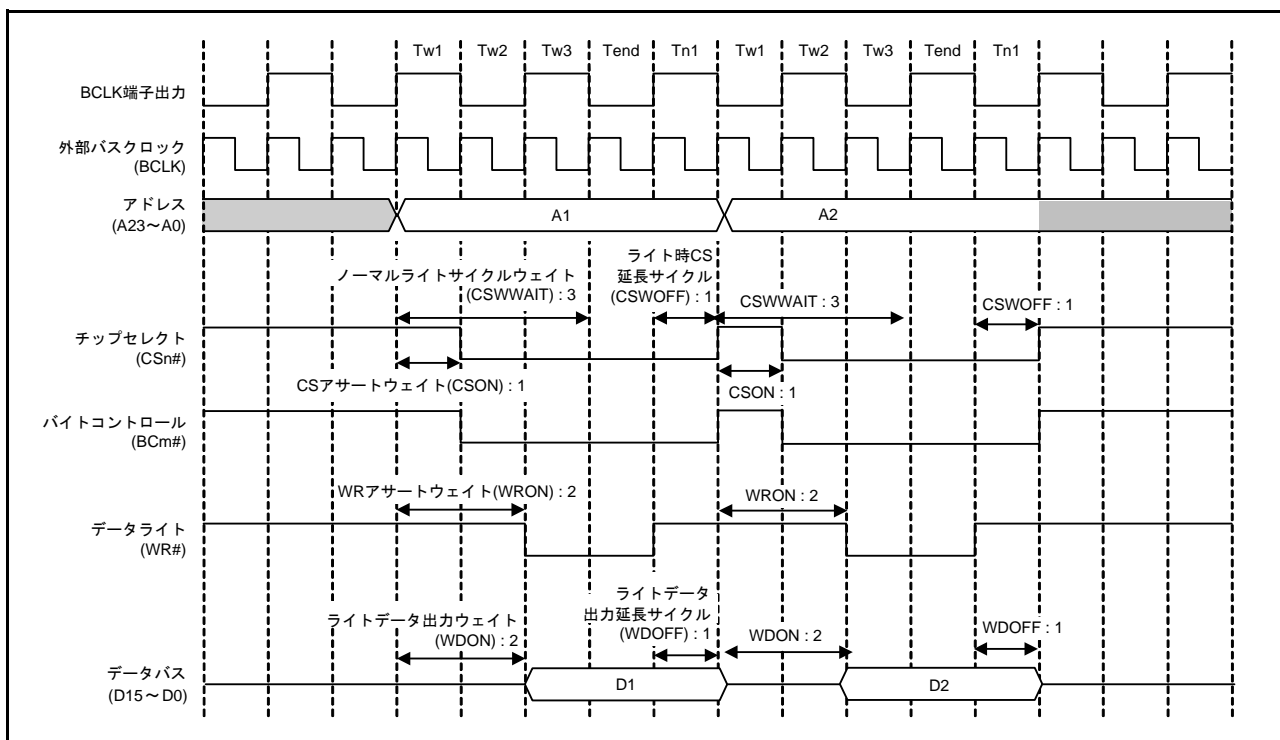 Tw1 Tw2 Tw3 Tend Tn1 Tw1 Tw2 Tw3 Tend Tn1
BCLK端子出力
外部バスクロック
(BCLK)
アドレス
(A23～A0)
A1
A2
ノーマルライトサイクルウェイト
(CSWWAIT) : 3
ライト時CS
延長サイクル
(CSWOFF) : 1
CSWWAIT : 3
CSWOFF : 1
チップセレクト
(CSn#)
CSアサートウェイト(CSON) : 1
CSON : 1
バイトコントロール
(BCm#)
WRアサートウェイト(WRON) : 2
WRON : 2
データライト
(WR#)
ライトデータ出力ウェイト
(WDON) : 2
ライトデータ
出力延長サイクル
(WDOFF) : 1
WDON : 2
WDOFF : 1
データバス
(D15～D0)
D1
D2